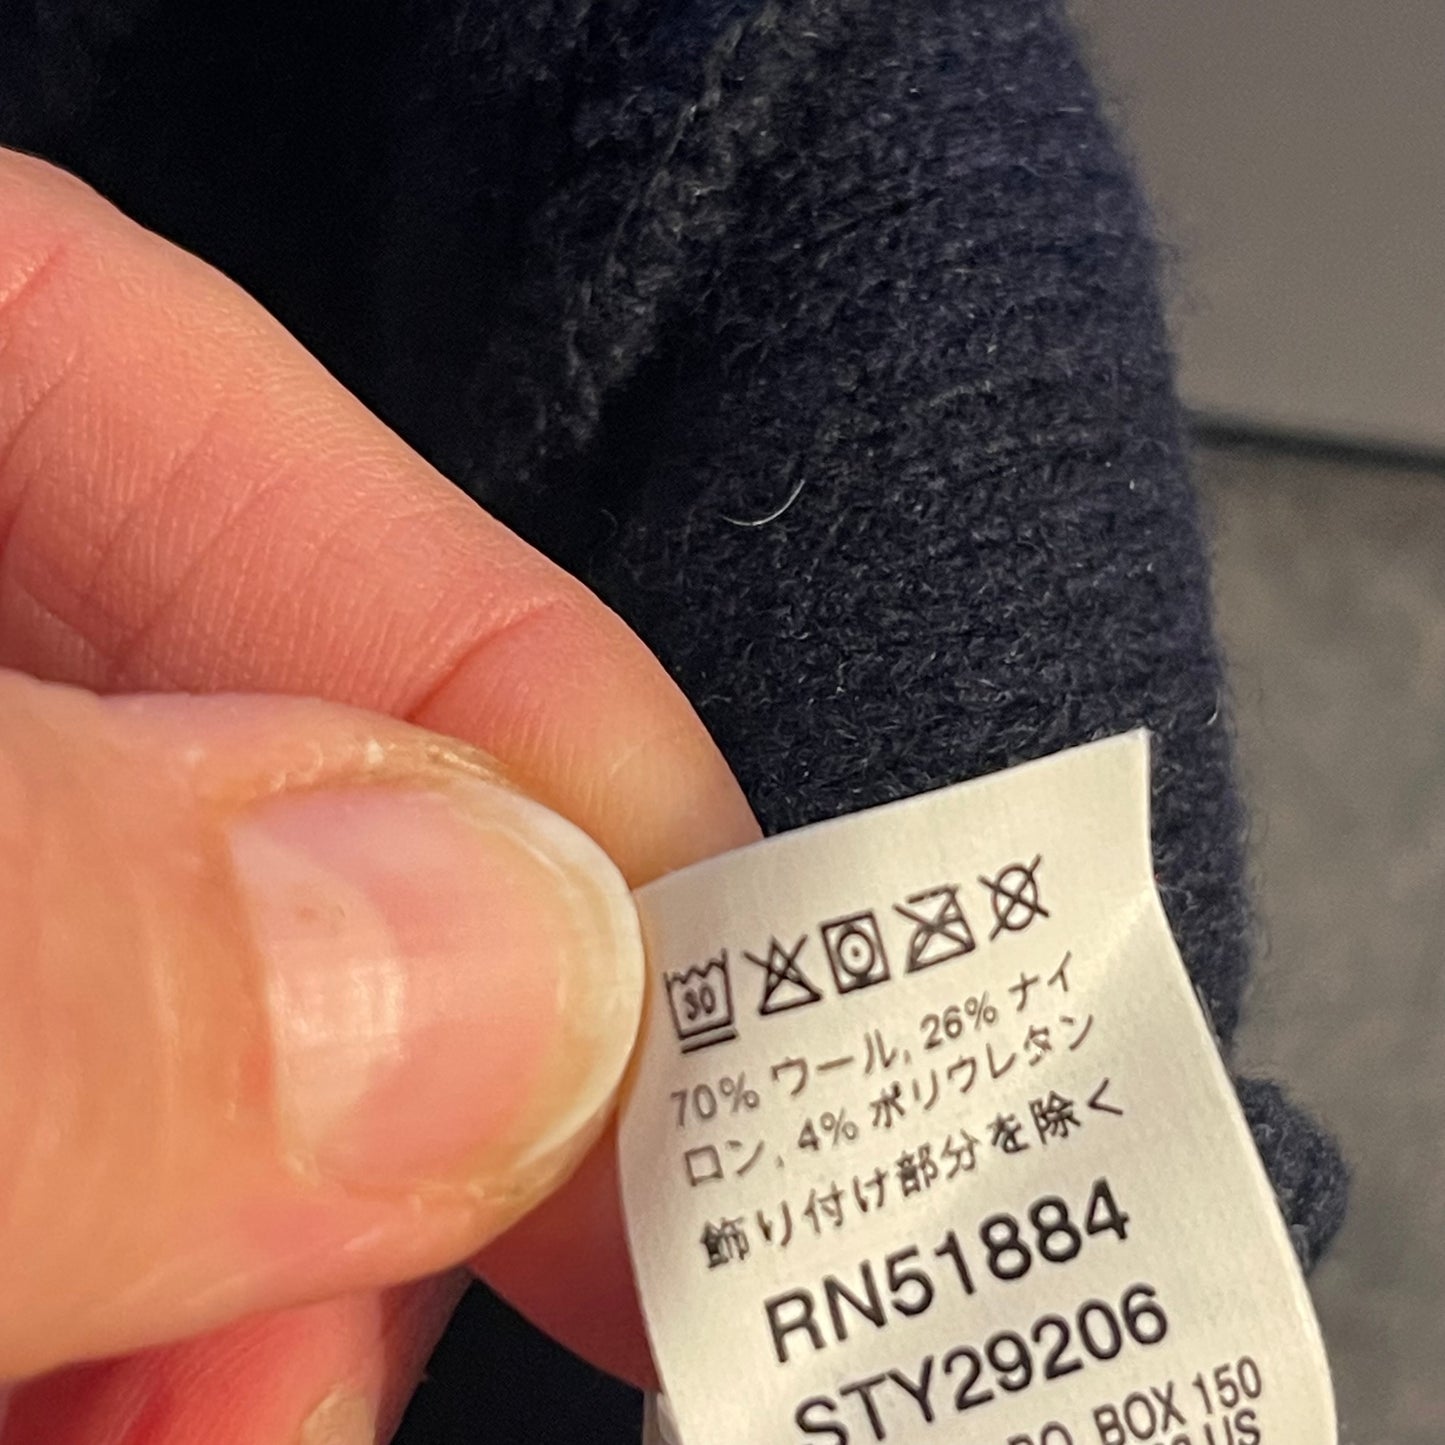 30
70% ウール, 26% ナイ
ロン, 4% ポリウレタン
飾り付け部分を除く
RN51884
STY29206
BOX 150
US